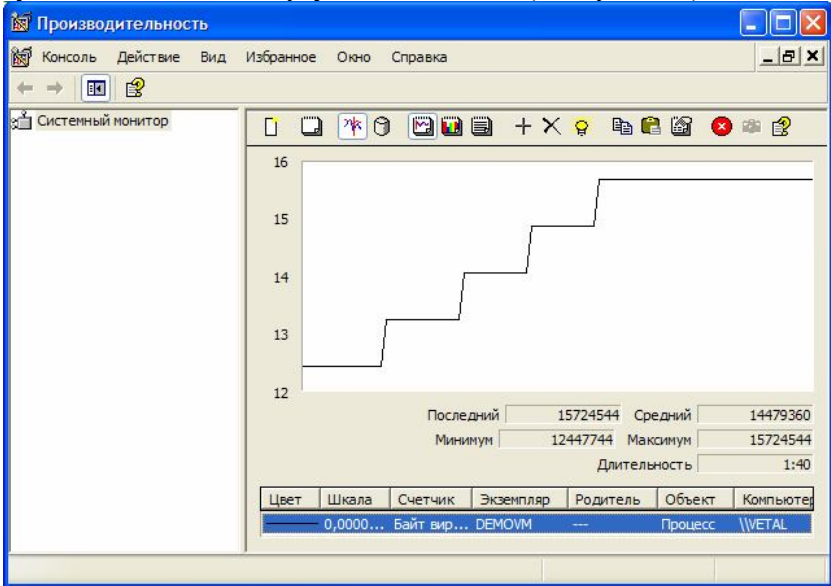 Производительность
Консоль Действие Вид Избранное Окно Справка
Системный монитор
16
15
14
13
12
Последний 15724544 Средний 14479360
Минимум 12447744 Максимум 15724544
Длительность 1:40
Цвет Шкала Счетчик Экземпляр Родитель Объект Компьютер
0,0000... Байт вир... DEMOVM --- Процесс \\VETAL